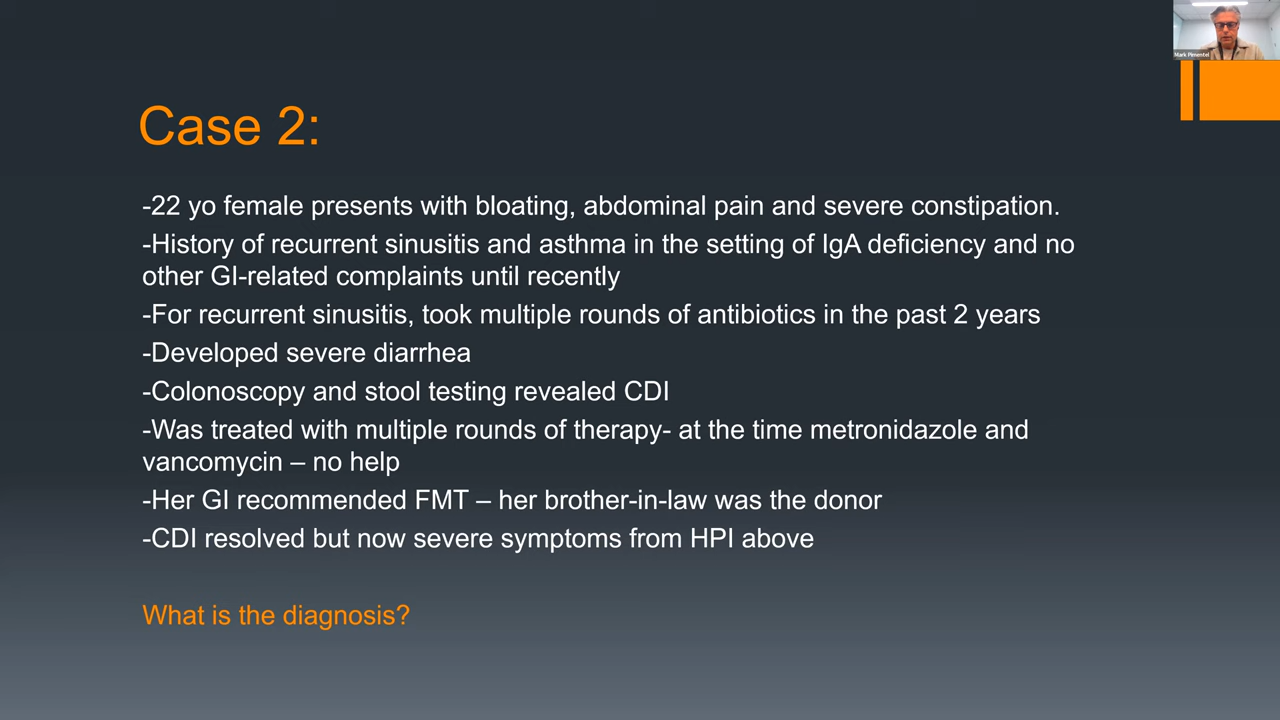 Mark Pimentel
Case 2:
-22 yo female presents with bloating, abdominal pain and severe constipation.
-History of recurrent sinusitis and asthma in the setting of IgA deficiency and no
other GI-related complaints until recently
-For recurrent sinusitis, took multiple rounds of antibiotics in the past 2 years
-Developed severe diarrhea
-Colonoscopy and stool testing revealed CDI
-Was treated with multiple rounds of therapy- at the time metronidazole and
vancomycin – no help
-Her GI recommended FMT – her brother-in-law was the donor
-CDI resolved but now severe symptoms from HPI above
What is the diagnosis?